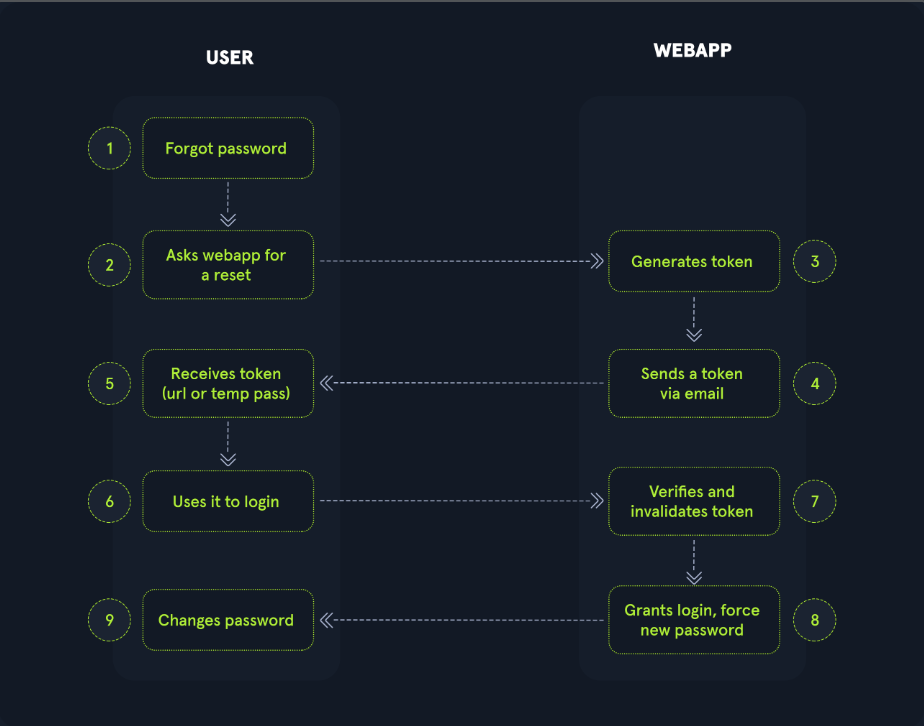 USER
WEBAPP
1
Forgot password
2
Asks webapp for
a reset
Generates token
3
5
Receives token
(url or temp pass)
Sends a token
via email
4
6
Uses it to login
Verifies and
invalidates token
7
9
Changes password
Grants login, force
new password
8